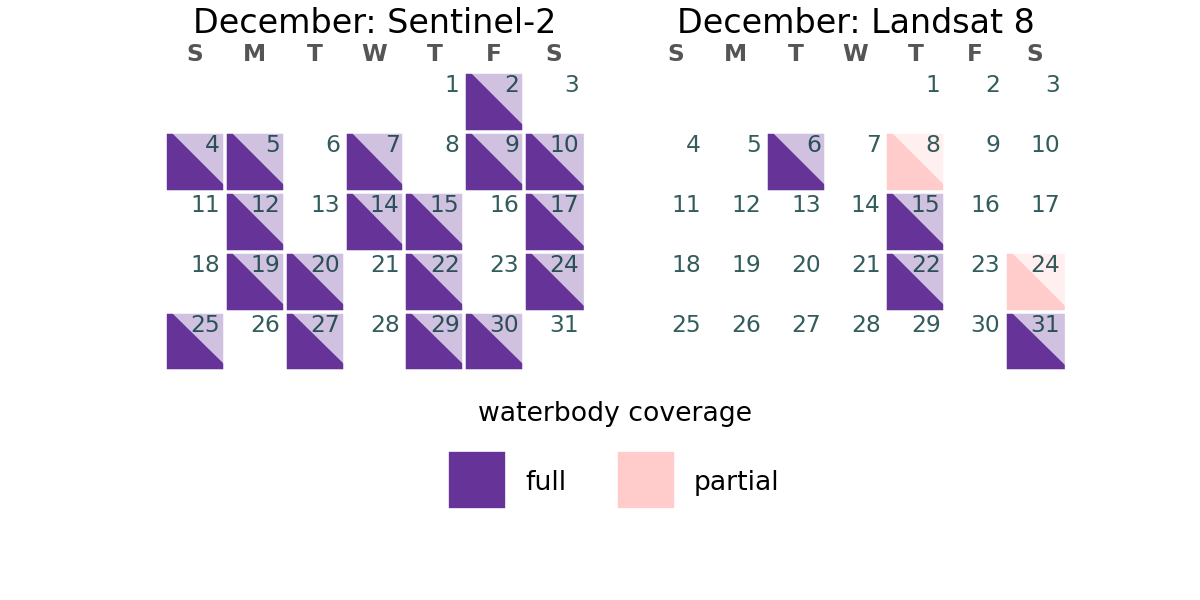 December: Sentinel-2
S M T W T F S
1 2 3
4 5 6 7 8 9 10
11 12 13 14 15 16 17
18 19 20 21 22 23 24
25 26 27 28 29 30 31
December: Landsat 8
S M T W T F S
1 2 3
4 5 6 7 8 9 10
11 12 13 14 15 16 17
18 19 20 21 22 23 24
25 26 27 28 29 30 31
waterbody coverage
full partial